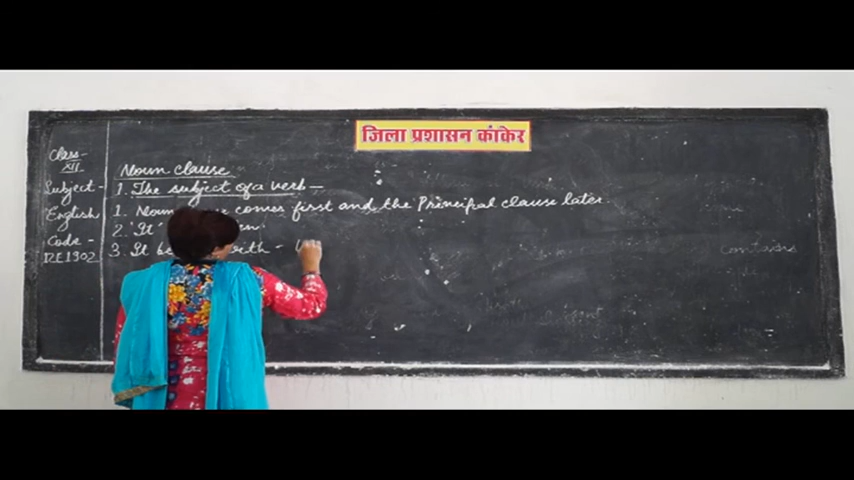 जिला प्रशासन कांकेर
Class-
XII
Subject-
English
Code-
12E1902
Noun clause
1. The subject of a verb—
1. Noun comes first and the Principal clause later
2. It
3. It with -
contains